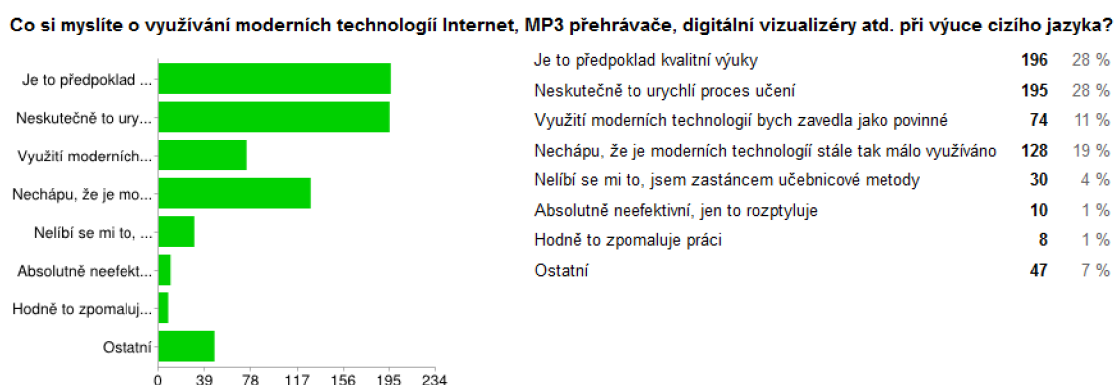 Co si myslíte o využívání moderních technologíí Internet, MP3 přehrávače, digitální vizualizéry atd. při výuce cizího jazyka?
Je to předpoklad ...
Neskutečně to ury...
Využití moderních...
Nechápu, že je mo...
Nelíbí se mi to, ...
Absolutně neefekt...
Hodně to zpomaluj...
Ostatní
0 39 78 117 156 195 234
Je to předpoklad kvalitní výuky 196 28 %
Neskutečně to urychlí proces učení 195 28 %
Využití moderních technologií bych zavedla jako povinné 74 11 %
Nechápu, že je moderních technologíí stále tak málo využíváno 128 19 %
Nelíbí se mi to, jsem zastáncem učebnicové metody 30 4 %
Absolutně neefektivní, jen to rozptyluje 10 1 %
Hodně to zpomaluje práci 8 1 %
Ostatní 47 7 %